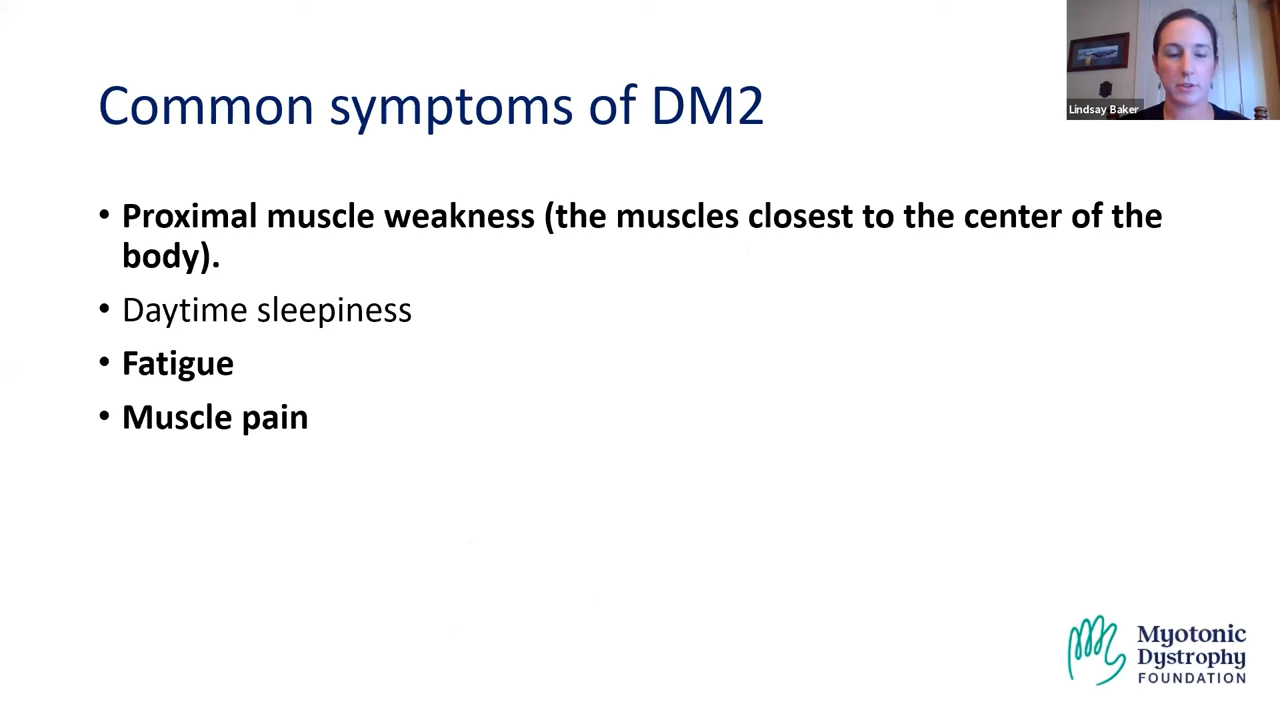 Common symptoms of DM2
Lindsay Baker
• Proximal muscle weakness (the muscles closest to the center of the
body).
• Daytime sleepiness
• Fatigue
• Muscle pain
Myotonic
Dystrophy
FOUNDATION